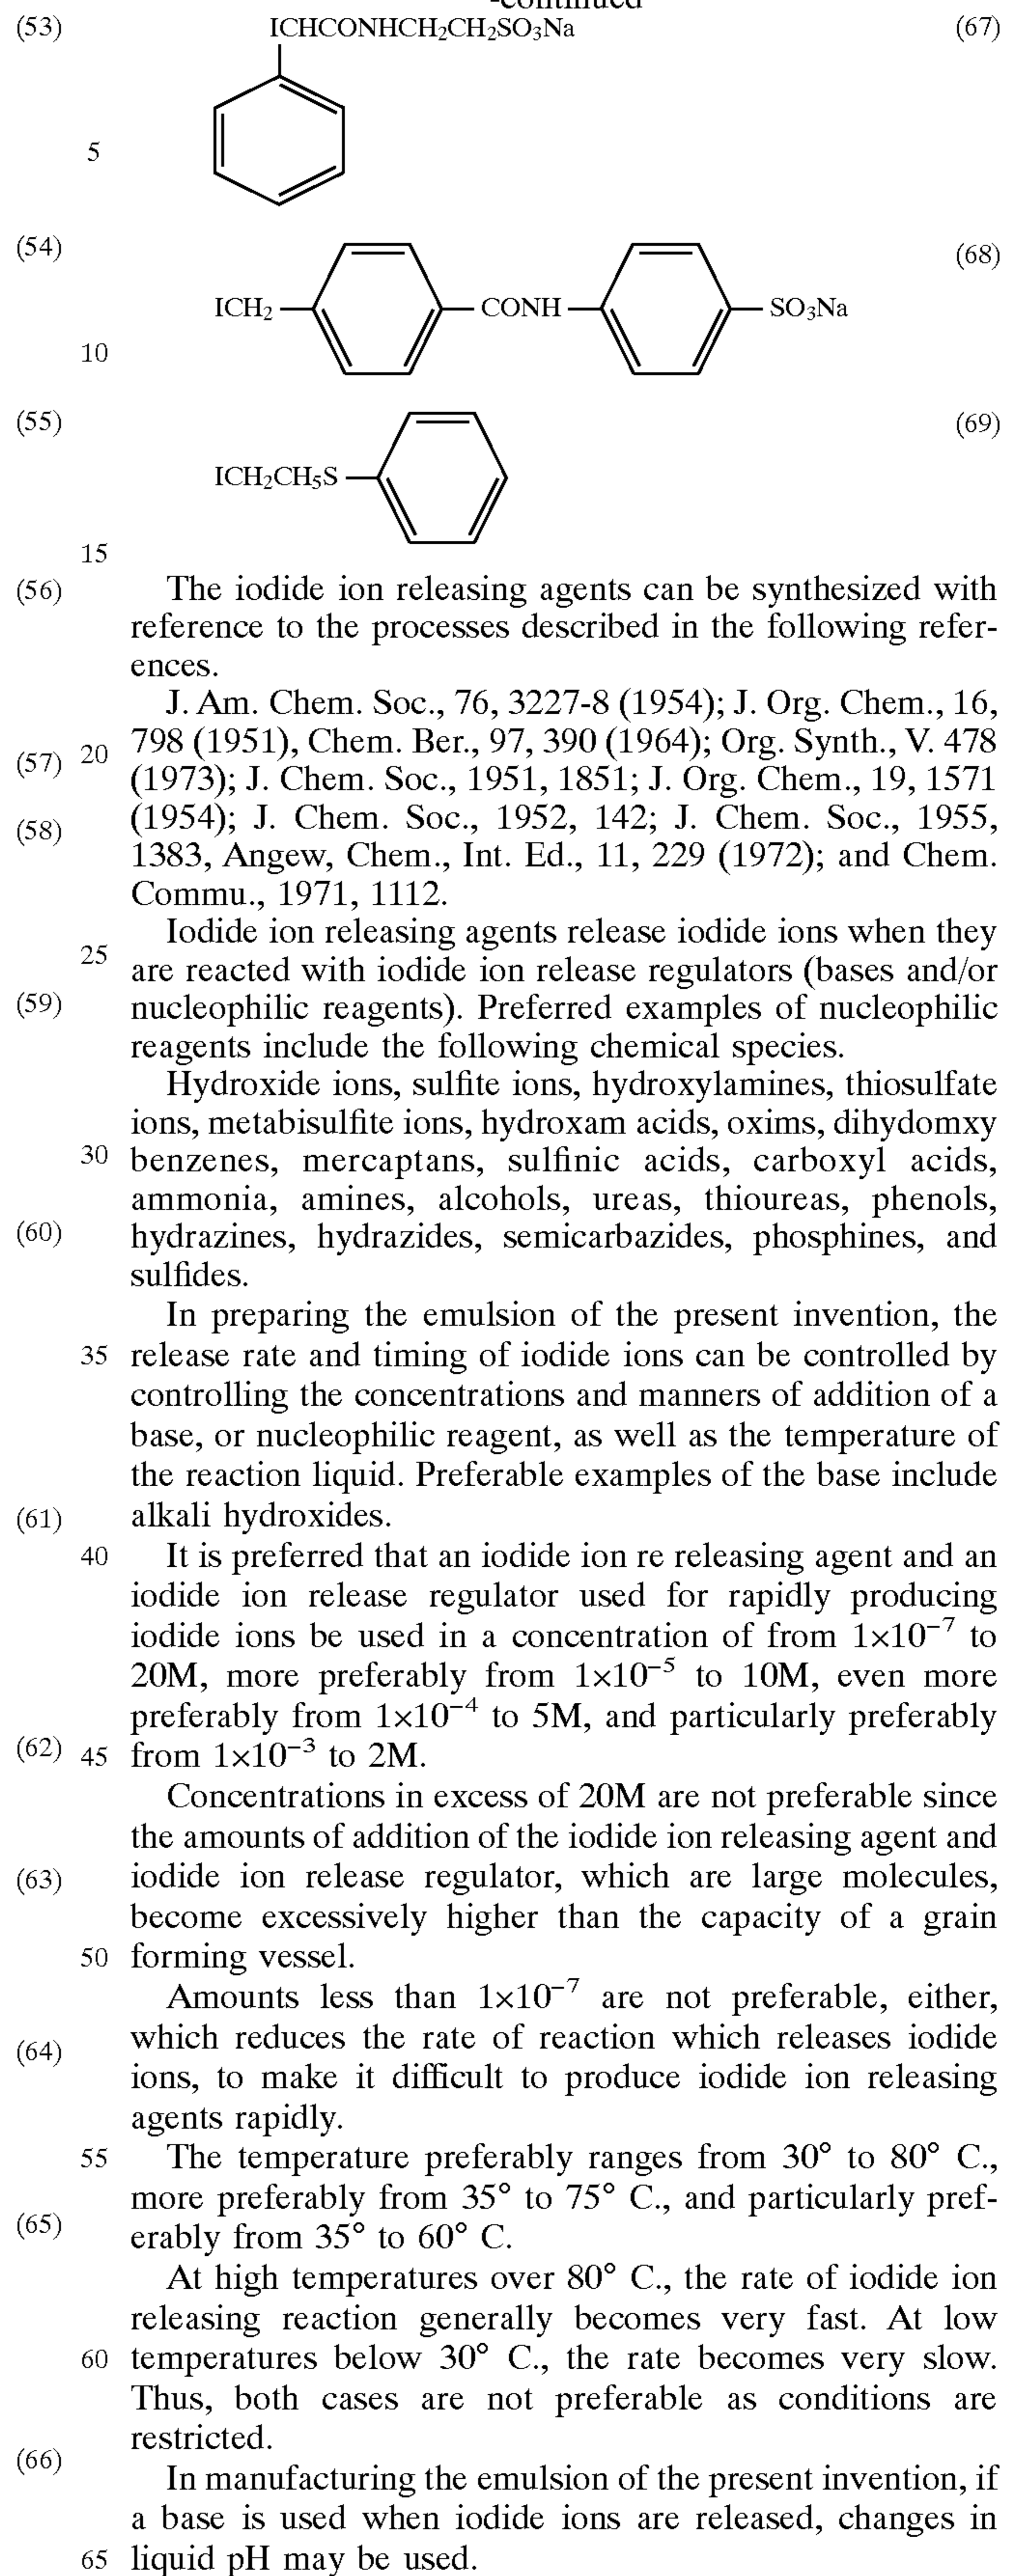 -continued
(53) ICHCONHCH₂CH₂SO₃Na (67)
5
(54) (68)
ICH₂ CONH SO₃Na
10
(55) (69)
ICH₂CH₅S
15
(56) The iodide ion releasing agents can be synthesized with
reference to the processes described in the following refer-
ences.
J. Am. Chem. Soc., 76, 3227-8 (1954); J. Org. Chem., 16,
(57) 20 798 (1951), Chem. Ber., 97, 390 (1964); Org. Synth., V. 478
(1973); J. Chem. Soc., 1951, 1851; J. Org. Chem., 19, 1571
(58) (1954); J. Chem. Soc., 1952, 142; J. Chem. Soc., 1955,
1383, Angew, Chem., Int. Ed., 11, 229 (1972); and Chem.
Commu., 1971, 1112.
Iodide ion releasing agents release iodide ions when they
25 are reacted with iodide ion release regulators (bases and/or
(59) nucleophilic reagents). Preferred examples of nucleophilic
reagents include the following chemical species.
Hydroxide ions, sulfite ions, hydroxylamines, thiosulfate
ions, metabisulfite ions, hydroxam acids, oxims, dihydomxy
30 benzenes, mercaptans, sulfinic acids, carboxyl acids,
ammonia, amines, alcohols, ureas, thioureas, phenols,
(60) hydrazines, hydrazides, semicarbazides, phosphines, and
sulfides.
In preparing the emulsion of the present invention, the
35 release rate and timing of iodide ions can be controlled by
controlling the concentrations and manners of addition of a
base, or nucleophilic reagent, as well as the temperature of
the reaction liquid. Preferable examples of the base include
(61) alkali hydroxides.
40 It is preferred that an iodide ion re releasing agent and an
iodide ion release regulator used for rapidly producing
iodide ions be used in a concentration of from 1×10⁻⁷ to
20M, more preferably from 1×10⁻⁵ to 10M, even more
preferably from 1×10⁻⁴ to 5M, and particularly preferably
(62) 45 from 1×10⁻³ to 2M.
Concentrations in excess of 20M are not preferable since
the amounts of addition of the iodide ion releasing agent and
(63) iodide ion release regulator, which are large molecules,
become excessively higher than the capacity of a grain
50 forming vessel.
Amounts less than 1×10⁻⁷ are not preferable, either,
(64) which reduces the rate of reaction which releases iodide
ions, to make it difficult to produce iodide ion releasing
agents rapidly.
55 The temperature preferably ranges from 30° to 80° C.,
more preferably from 35° to 75° C., and particularly pref-
(65) erably from 35° to 60° C.
At high temperatures over 80° C., the rate of iodide ion
releasing reaction generally becomes very fast. At low
60 temperatures below 30° C., the rate becomes very slow.
Thus, both cases are not preferable as conditions are
restricted.
(66) In manufacturing the emulsion of the present invention, if
a base is used when iodide ions are released, changes in
65 liquid pH may be used.